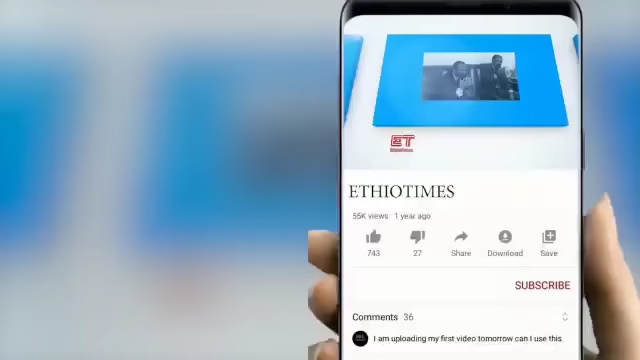 ET
ETHIOTIMES
55K views 1 year ago
743
27
Share
Download
Save
SUBSCRIBE
Comments 36
I am uploading my first video tomorrow can I use this